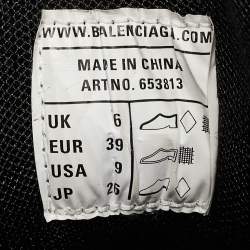 WWW.BALENCIAGA.COM
MADE IN CHINA
ARTNO. 653813
UK 6
EUR 39
USA 9
JP 26